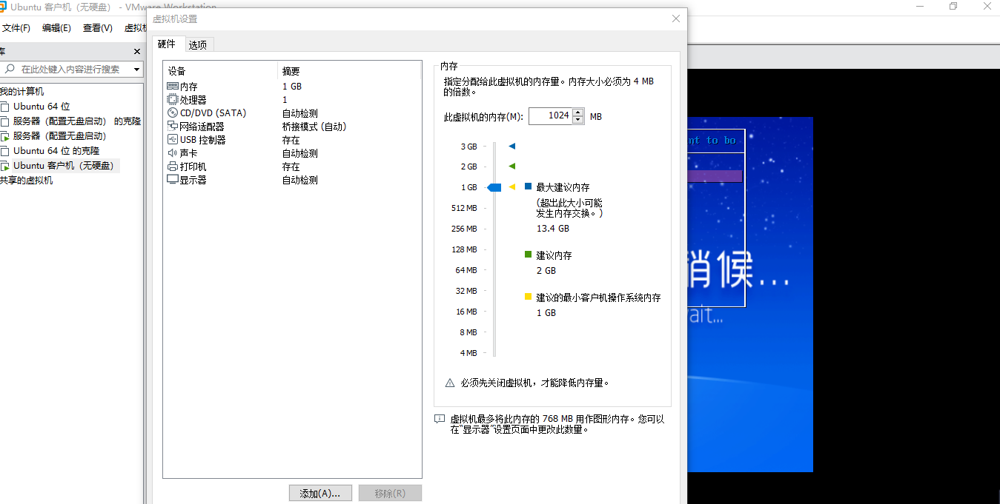 Ubuntu 客户机（无硬盘） - VMware Workstation
文件(F) 编辑(E) 查看(V) 虚拟机
虚拟机设置
硬件 选项
库
在此处键入内容进行搜索
我的计算机
Ubuntu 64 位
服务器（配置无盘启动） 的克隆
服务器（配置无盘启动）
Ubuntu 64 位 的克隆
Ubuntu 客户机（无硬盘）
共享的虚拟机
设备 摘要
内存 1 GB
处理器 1
CD/DVD (SATA) 自动检测
网络适配器 桥接模式 (自动)
USB 控制器 存在
声卡 自动检测
打印机 存在
显示器 自动检测
添加(A)... 移除(R)
内存
指定分配给此虚拟机的内存量。内存大小必须为 4 MB
的倍数。
此虚拟机的内存(M): 1024 MB
3 GB
2 GB
1 GB
512 MB
256 MB
128 MB
64 MB
32 MB
16 MB
8 MB
4 MB
最大建议内存
(超出此大小可能
发生内存交换。)
13.4 GB
建议内存
2 GB
建议的最小客户机操作系统内存
1 GB
必须先关闭虚拟机，才能降低内存量。
虚拟机最多将此内存的 768 MB 用作图形内存。您可以
在“显示器”设置页面中更改此数量。
nt to bo
稍候...
ait...